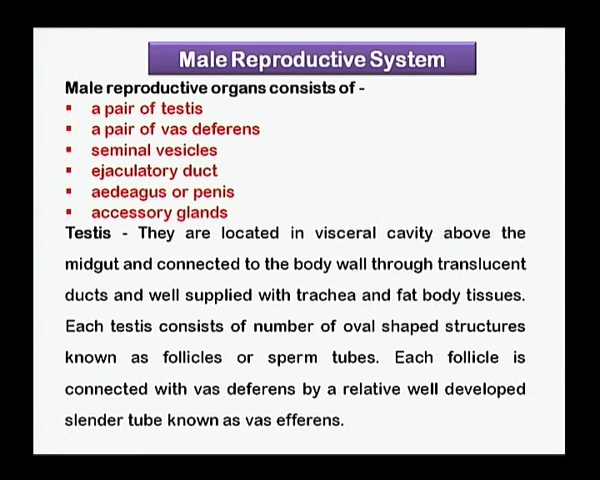 Male Reproductive System
Male reproductive organs consists of -
▪ a pair of testis
▪ a pair of vas deferens
▪ seminal vesicles
▪ ejaculatory duct
▪ aedeagus or penis
▪ accessory glands
Testis - They are located in visceral cavity above the
midgut and connected to the body wall through translucent
ducts and well supplied with trachea and fat body tissues.
Each testis consists of number of oval shaped structures
known as follicles or sperm tubes. Each follicle is
connected with vas deferens by a relative well developed
slender tube known as vas efferens.